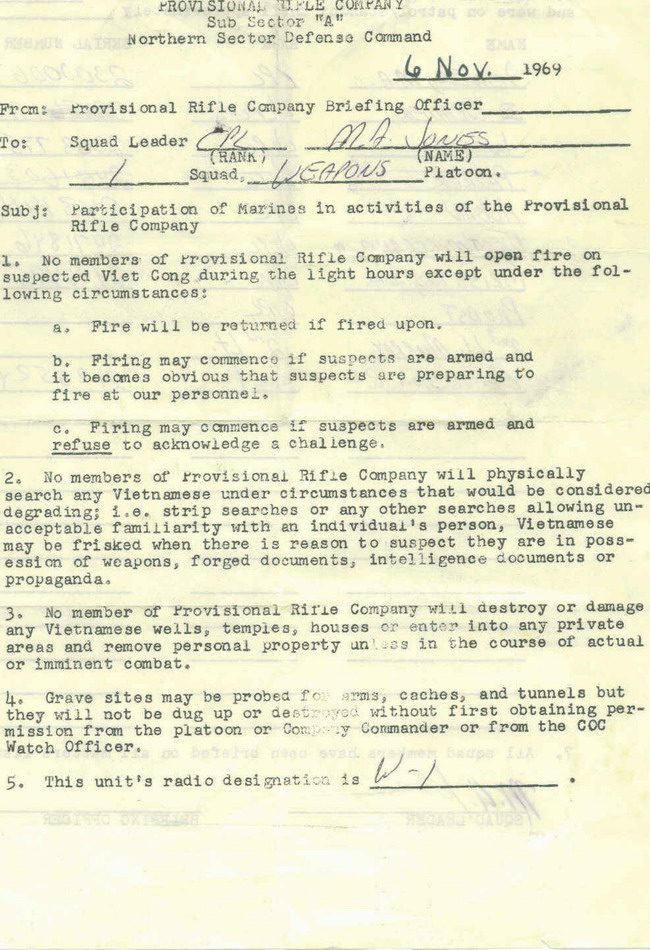 PROVISIONAL RIFLE COMPANY
Sub Sector "A"
Northern Sector Defense Command
6 Nov. 1969
From: Provisional Rifle Company Briefing Officer
To: Squad Leader CPL M.A. JONES
(RANK) (NAME)
1 Squad, WEAPONS Platoon.
Subj: Participation of Marines in activities of the Provisional
Rifle Company
1. No members of Provisional Rifle Company will open fire on
suspected Viet Cong during the light hours except under the fol-
lowing circumstances:
a. Fire will be returned if fired upon.
b. Firing may commence if suspects are armed and
it becomes obvious that suspects are preparing to
fire at our personnel.
c. Firing may commence if suspects are armed and
refuse to acknowledge a challenge.
2. No members of Provisional Rifle Company will physically
search any Vietnamese under circumstances that would be considered
degrading; i.e. strip searches or any other searches allowing un-
acceptable familiarity with an individual's person, Vietnamese
may be frisked when there is reason to suspect they are in poss-
ession of weapons, forged documents, intelligence documents or
propaganda.
3. No member of Provisional Rifle Company will destroy or damage
any Vietnamese wells, temples, houses or enter into any private
areas and remove personal property unless in the course of actual
or imminent combat.
4. Grave sites may be probed for arms, caches, and tunnels but
they will not be dug up or destroyed without first obtaining per-
mission from the platoon or Company Commander or from the COC
Watch Officer.
5. This unit's radio designation is W-1 .